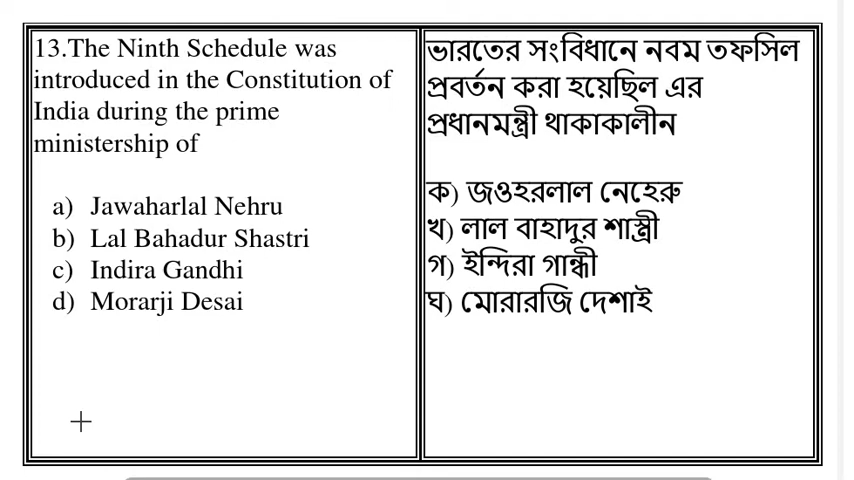 13.The Ninth Schedule was
introduced in the Constitution of
India during the prime
ministership of
a) Jawaharlal Nehru
b) Lal Bahadur Shastri
c) Indira Gandhi
d) Morarji Desai
ভারতের সংবিধানে নবম তফসিল
প্রবর্তন করা হয়েছিল এর
প্রধানমন্ত্রী থাকাকালীন
ক) জওহরলাল নেহেরু
খ) লাল বাহাদুর শাস্ত্রী
গ) ইন্দিরা গান্ধী
ঘ) মোরারজি দেশাই